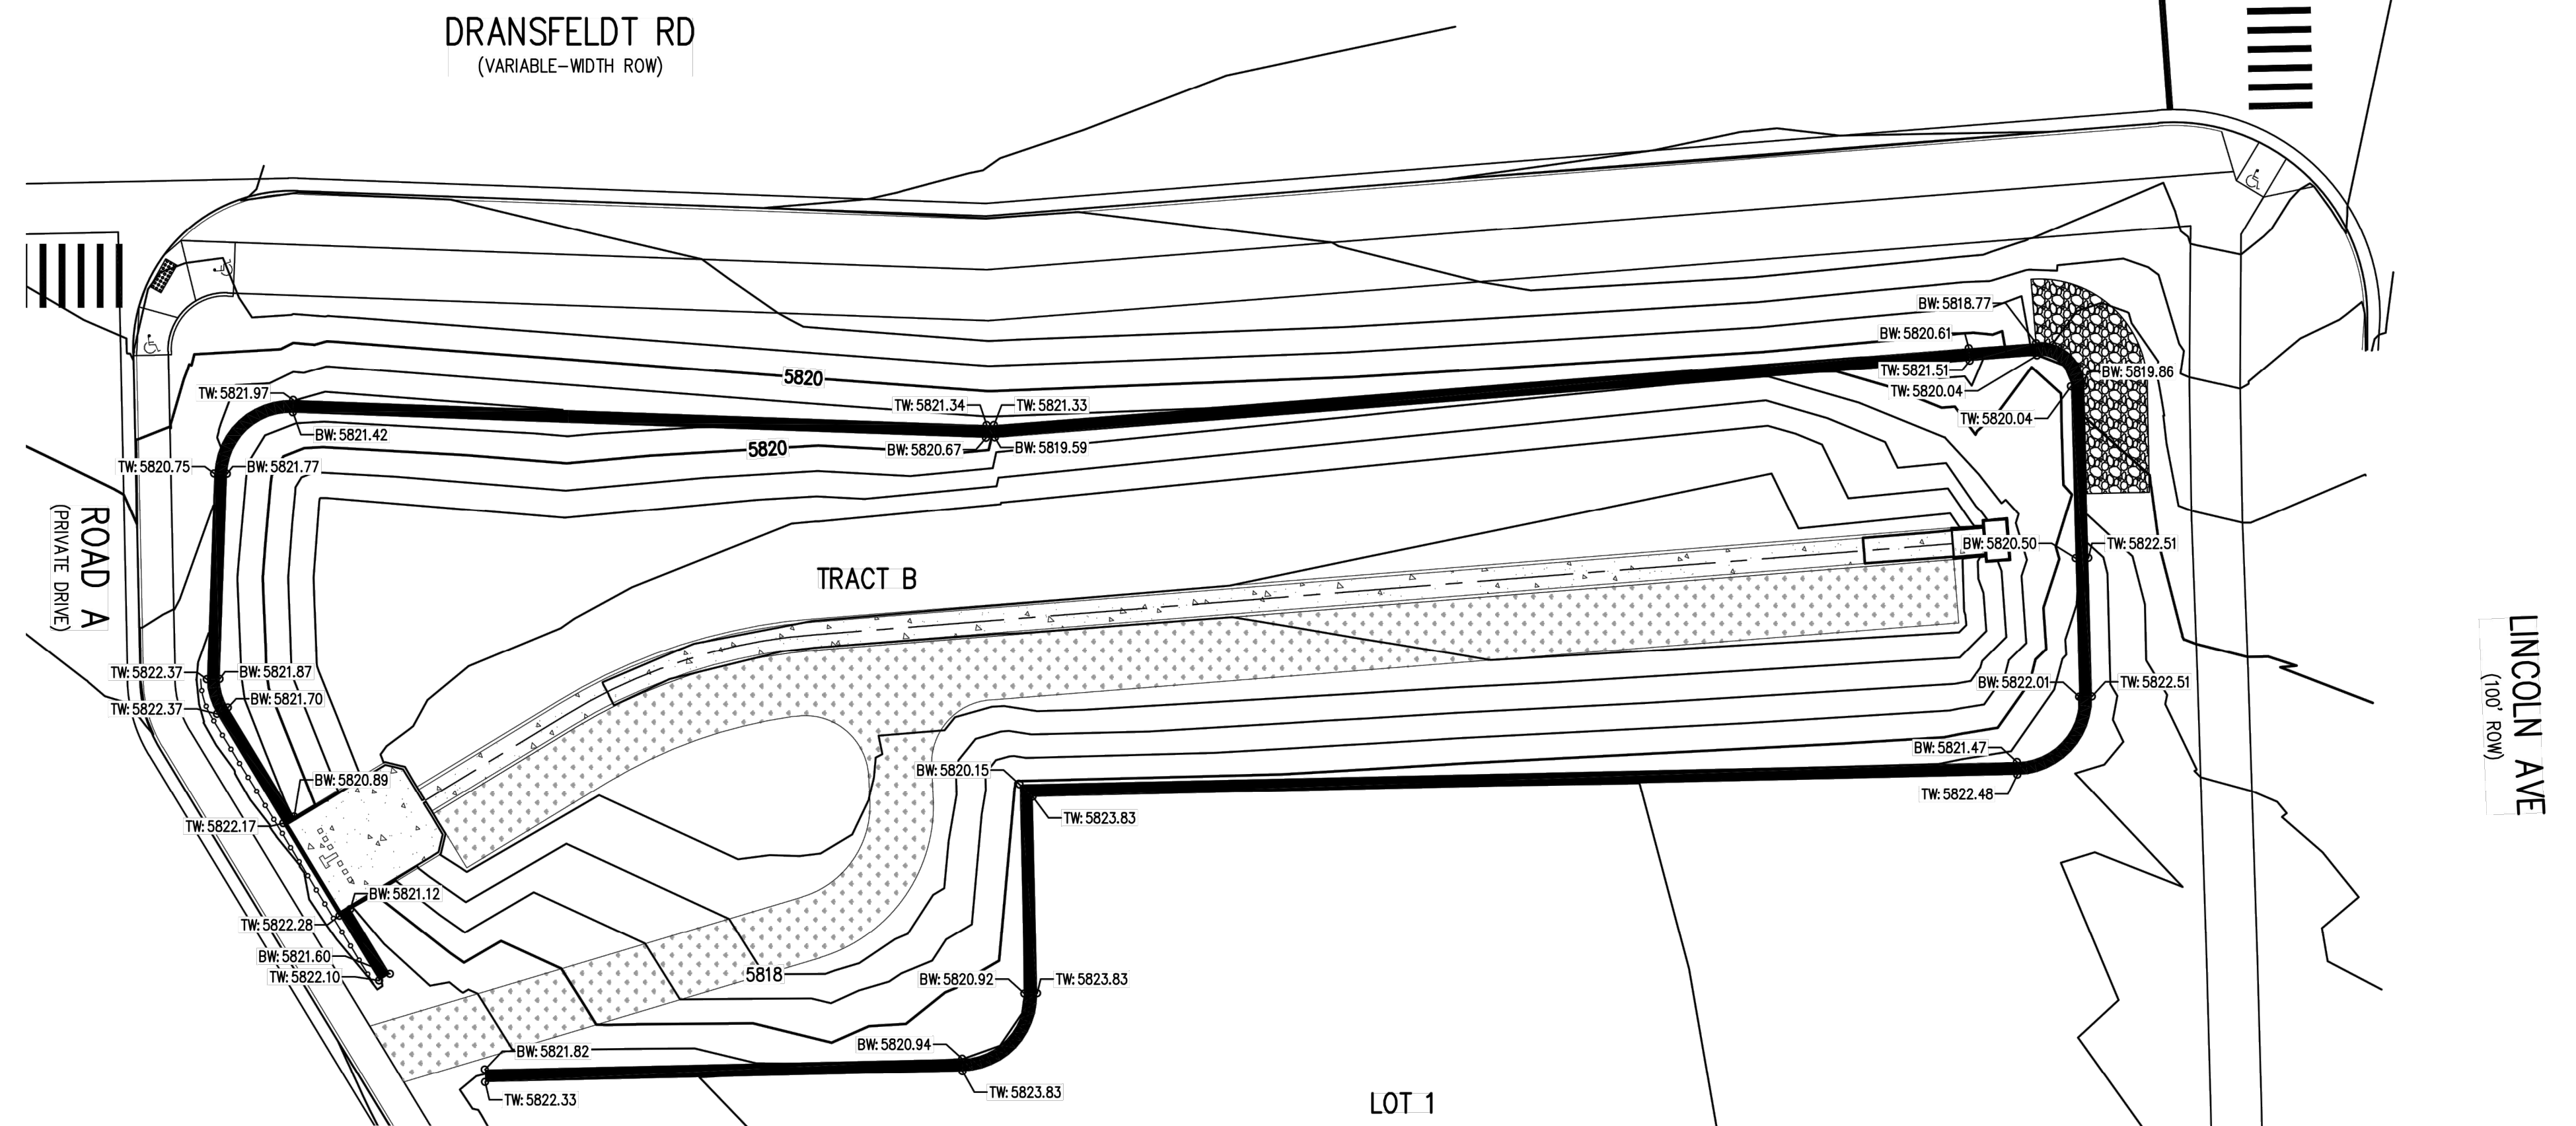 DRANSFELDT RD
(VARIABLE-WIDTH ROW)
BW: 5818.77
BW: 5820.61
TW: 5821.51
BW: 5819.86
5820
TW: 5820.04
TW: 5821.97
TW: 5821.34
TW: 5821.33
TW: 5820.04
BW: 5821.42
5820
BW: 5820.67
BW: 5819.59
TW: 5820.75
BW: 5821.77
ROAD A
(PRIVATE DRIVE)
TRACT B
BW: 5820.50
TW: 5822.51
LINCOLN AVE
(100' ROW)
TW: 5822.37
BW: 5821.87
BW: 5822.01
TW: 5822.51
TW: 5822.37
BW: 5821.70
BW: 5821.47
BW: 5820.15
BW: 5820.89
TW: 5822.48
TW: 5823.83
TW: 5822.17
BW: 5821.12
TW: 5822.28
BW: 5821.60
TW: 5822.10
5818
BW: 5820.92
TW: 5823.83
BW: 5821.82
BW: 5820.94
TW: 5823.83
TW: 5822.33
LOT 1